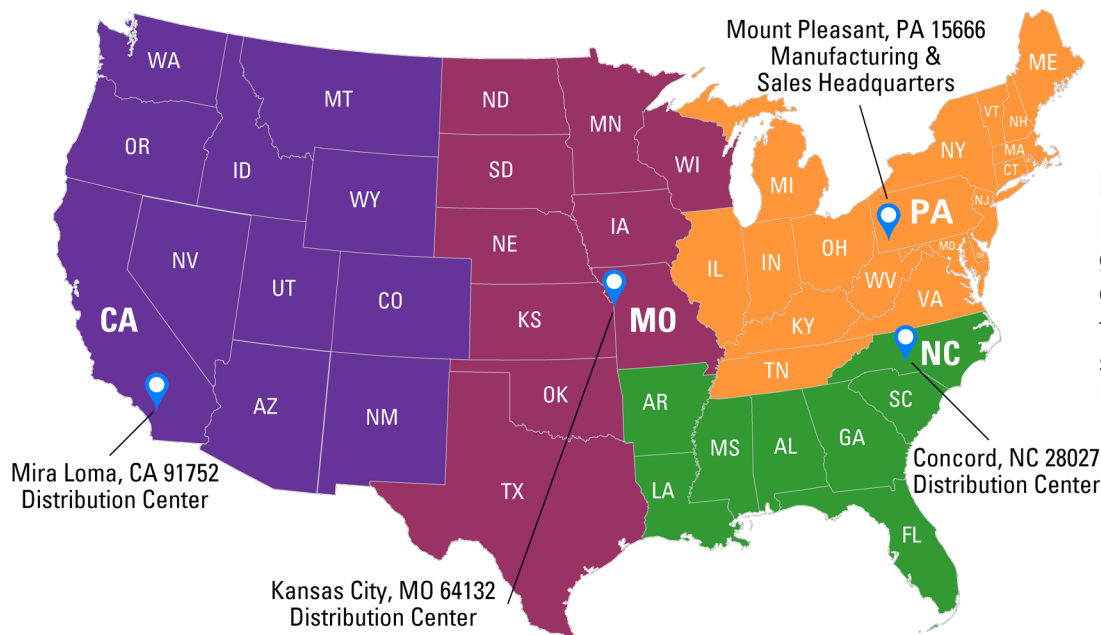 Mount Pleasant, PA 15666
Manufacturing &
Sales Headquarters
WA
MT
ND
MN
ME
VT
NH
OR
ID
SD
WI
NY
MA
CT
WY
MI
IA
PA
NJ
NE
NV
UT
CO
IL
IN
OH
MD
DE
WV
VA
CA
KS
MO
KY
NC
TN
AZ
NM
OK
AR
SC
MS
AL
GA
TX
LA
FL
Mira Loma, CA 91752
Distribution Center
Concord, NC 28027
Distribution Center
Kansas City, MO 64132
Distribution Center